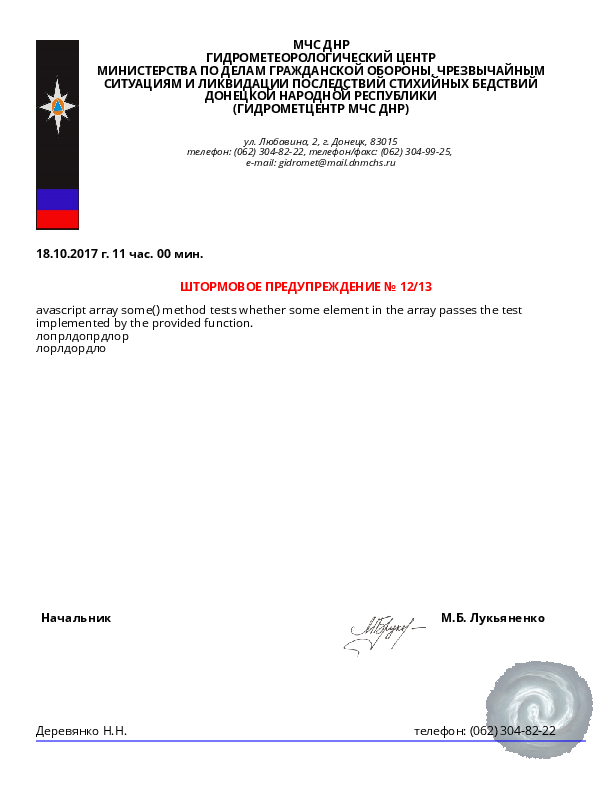 МЧС ДНР
ГИДРОМЕТЕОРОЛОГИЧЕСКИЙ ЦЕНТР
МИНИСТЕРСТВА ПО ДЕЛАМ ГРАЖДАНСКОЙ ОБОРОНЫ, ЧРЕЗВЫЧАЙНЫМ
СИТУАЦИЯМ И ЛИКВИДАЦИИ ПОСЛЕДСТВИЙ СТИХИЙНЫХ БЕДСТВИЙ
ДОНЕЦКОЙ НАРОДНОЙ РЕСПУБЛИКИ
(ГИДРОМЕТЦЕНТР МЧС ДНР)
ул. Любавина, 2, г. Донецк, 83015
телефон: (062) 304-82-22, телефон/факс: (062) 304-99-25,
e-mail: gidromet@mail.dnmchs.ru
18.10.2017 г. 11 час. 00 мин.
ШТОРМОВОЕ ПРЕДУПРЕЖДЕНИЕ № 12/13
avascript array some() method tests whether some element in the array passes the test
implemented by the provided function.
лопрлдопрдлор
лорлдордло
Начальник М.Б. Лукьяненко
Деревянко Н.Н. телефон: (062) 304-82-22